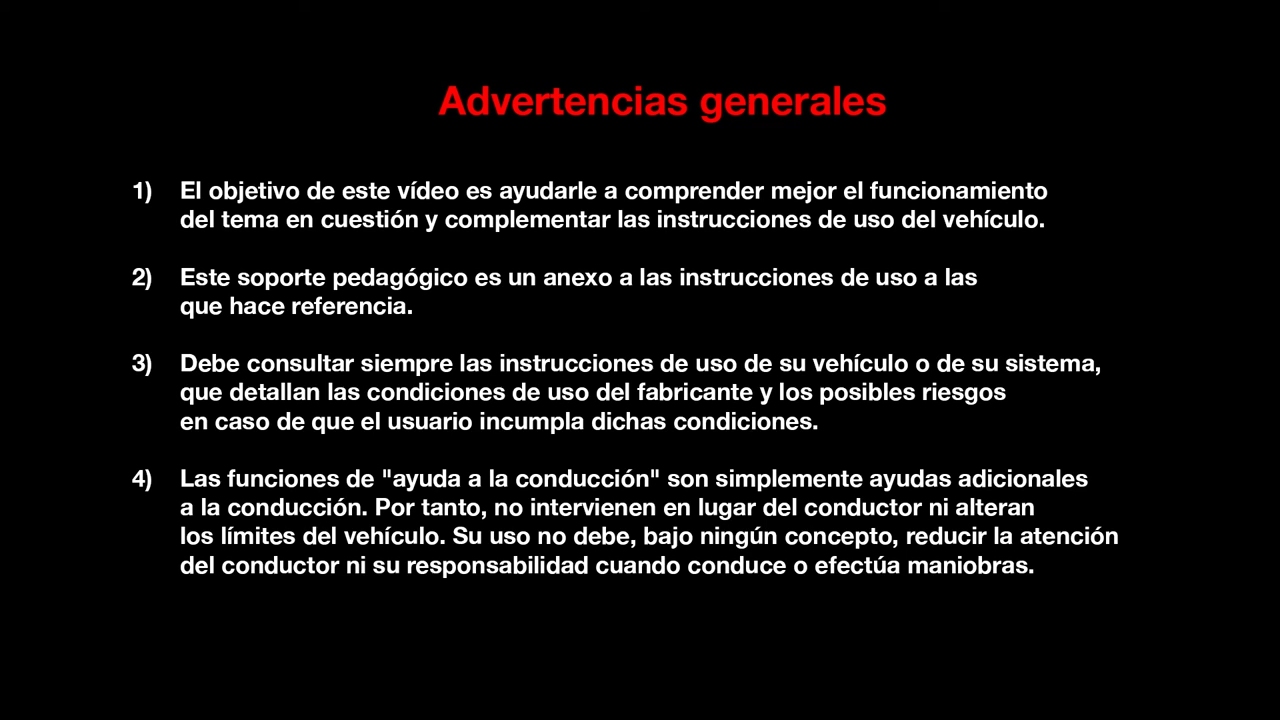 Advertencias generales
1) El objetivo de este vídeo es ayudarle a comprender mejor el funcionamiento
del tema en cuestión y complementar las instrucciones de uso del vehículo.
2) Este soporte pedagógico es un anexo a las instrucciones de uso a las
que hace referencia.
3) Debe consultar siempre las instrucciones de uso de su vehículo o de su sistema,
que detallan las condiciones de uso del fabricante y los posibles riesgos
en caso de que el usuario incumpla dichas condiciones.
4) Las funciones de "ayuda a la conducción" son simplemente ayudas adicionales
a la conducción. Por tanto, no intervienen en lugar del conductor ni alteran
los límites del vehículo. Su uso no debe, bajo ningún concepto, reducir la atención
del conductor ni su responsabilidad cuando conduce o efectúa maniobras.